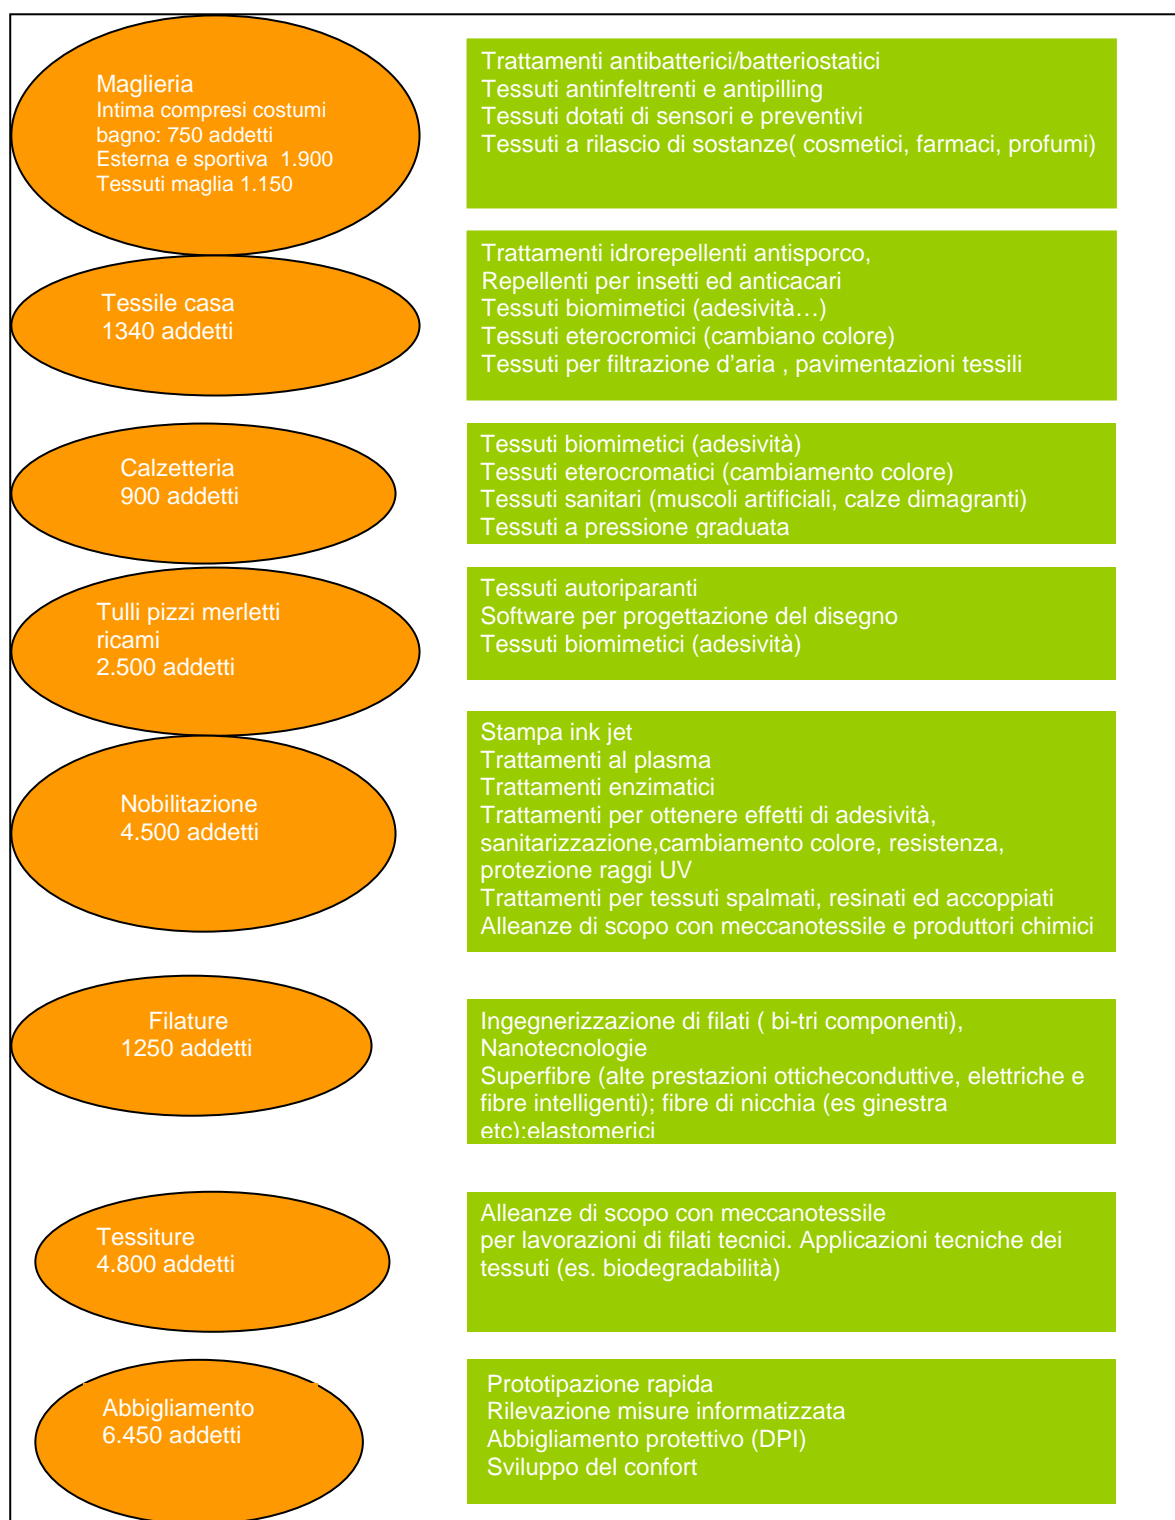 Maglieria
Intima compresi costumi
bagno: 750 addetti
Esterna e sportiva 1.900
Tessuti maglia 1.150
Trattamenti antibatterici/batteriostatici
Tessuti antinfeltrenti e antipilling
Tessuti dotati di sensori e preventivi
Tessuti a rilascio di sostanze( cosmetici, farmaci, profumi)
Tessile casa
1340 addetti
Trattamenti idrorepellenti antisporco,
Repellenti per insetti ed anticacari
Tessuti biomimetici (adesività…)
Tessuti eterocromici (cambiano colore)
Tessuti per filtrazione d'aria , pavimentazioni tessili
Calzetteria
900 addetti
Tessuti biomimetici (adesività)
Tessuti eterocromatici (cambiamento colore)
Tessuti sanitari (muscoli artificiali, calze dimagranti)
Tessuti a pressione graduata
Tulli pizzi merletti
ricami
2.500 addetti
Tessuti autoriparanti
Software per progettazione del disegno
Tessuti biomimetici (adesività)
Nobilitazione
4.500 addetti
Stampa ink jet
Trattamenti al plasma
Trattamenti enzimatici
Trattamenti per ottenere effetti di adesività,
sanitarizzazione,cambiamento colore, resistenza,
protezione raggi UV
Trattamenti per tessuti spalmati, resinati ed accoppiati
Alleanze di scopo con meccanotessile e produttori chimici
Filature
1250 addetti
Ingegnerizzazione di filati ( bi-tri componenti),
Nanotecnologie
Superfibre (alte prestazioni otticheconduttive, elettriche e
fibre intelligenti); fibre di nicchia (es ginestra
etc);elastomerici
Tessiture
4.800 addetti
Alleanze di scopo con meccanotessile
per lavorazioni di filati tecnici. Applicazioni tecniche dei
tessuti (es. biodegradabilità)
Abbigliamento
6.450 addetti
Prototipazione rapida
Rilevazione misure informatizzata
Abbigliamento protettivo (DPI)
Sviluppo del confort